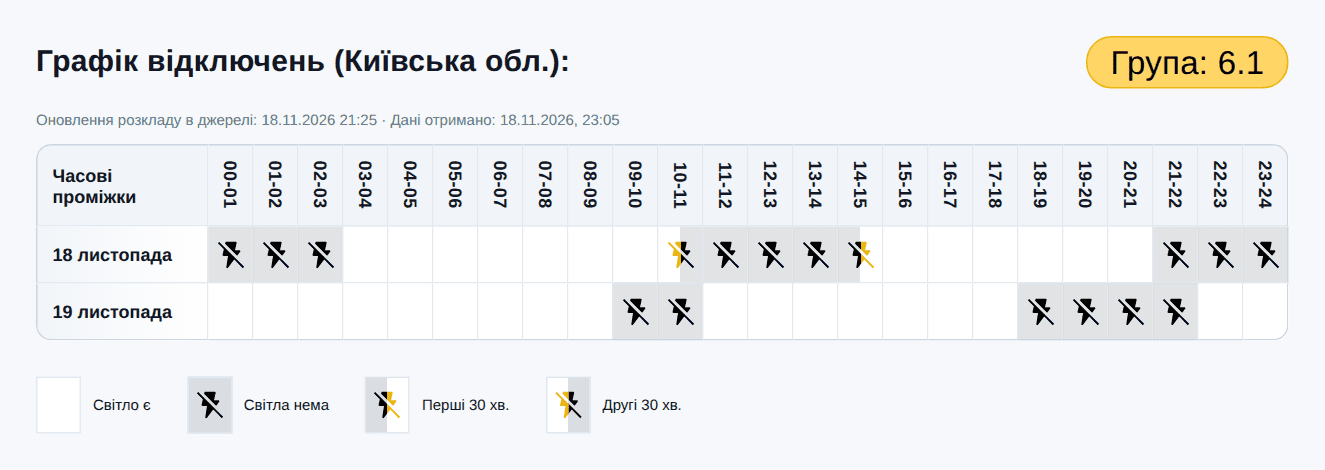 Графік відключень (Київська обл.):
Група: 6.1
Оновлення розкладу в джерелі: 18.11.2026 21:25 · Дані отримано: 18.11.2026, 23:05
Часові
проміжки
00-01
01-02
02-03
03-04
04-05
05-06
06-07
07-08
08-09
09-10
10-11
11-12
12-13
13-14
14-15
15-16
16-17
17-18
18-19
19-20
20-21
21-22
22-23
23-24
18 листопада
19 листопада
Світло є
Світла нема
Перші 30 хв.
Другі 30 хв.